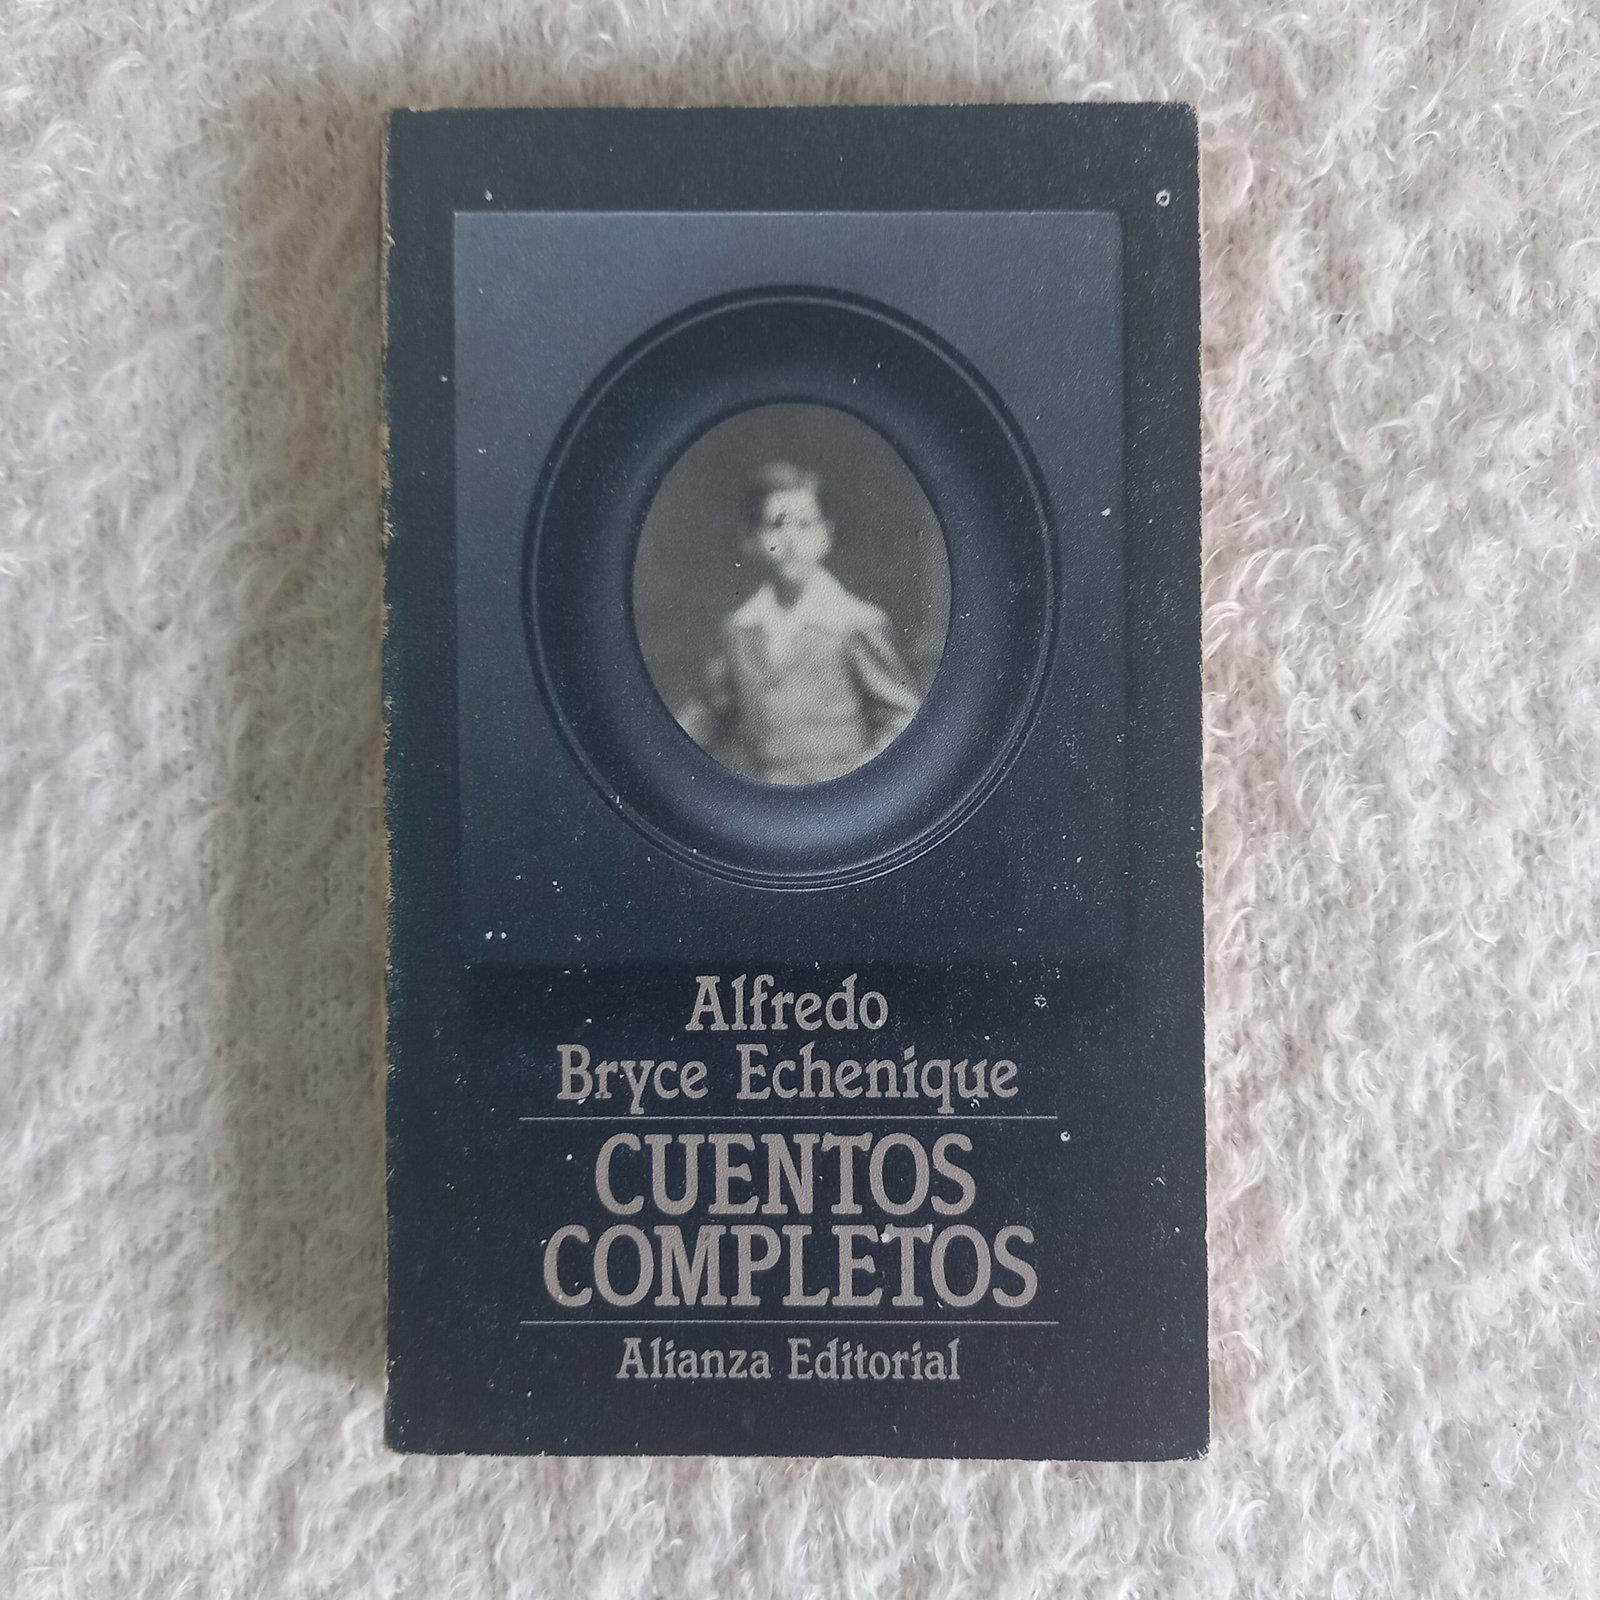 Alfredo
Bryce Echenique
CUENTOS
COMPLETOS
Alianza Editorial